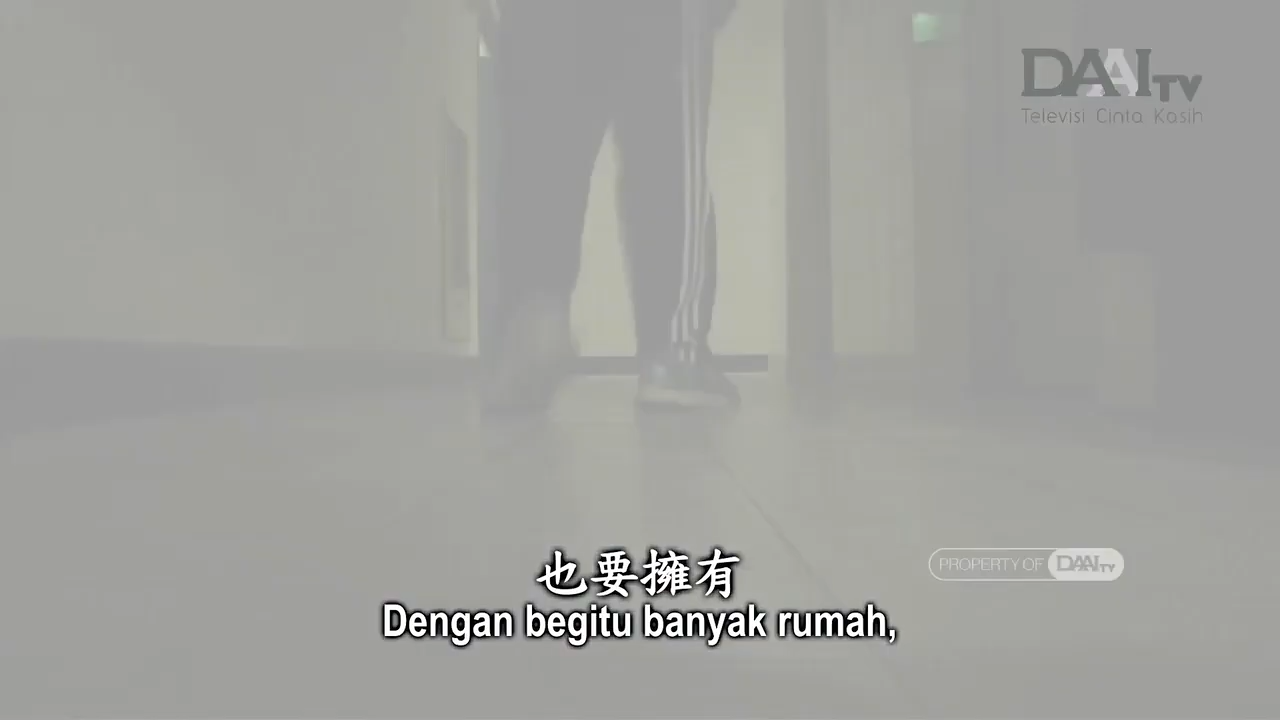 DAAI TV
Televisi Cinta Kasih
PROPERTY OF DAAI TV
也要擁有
Dengan begitu banyak rumah,